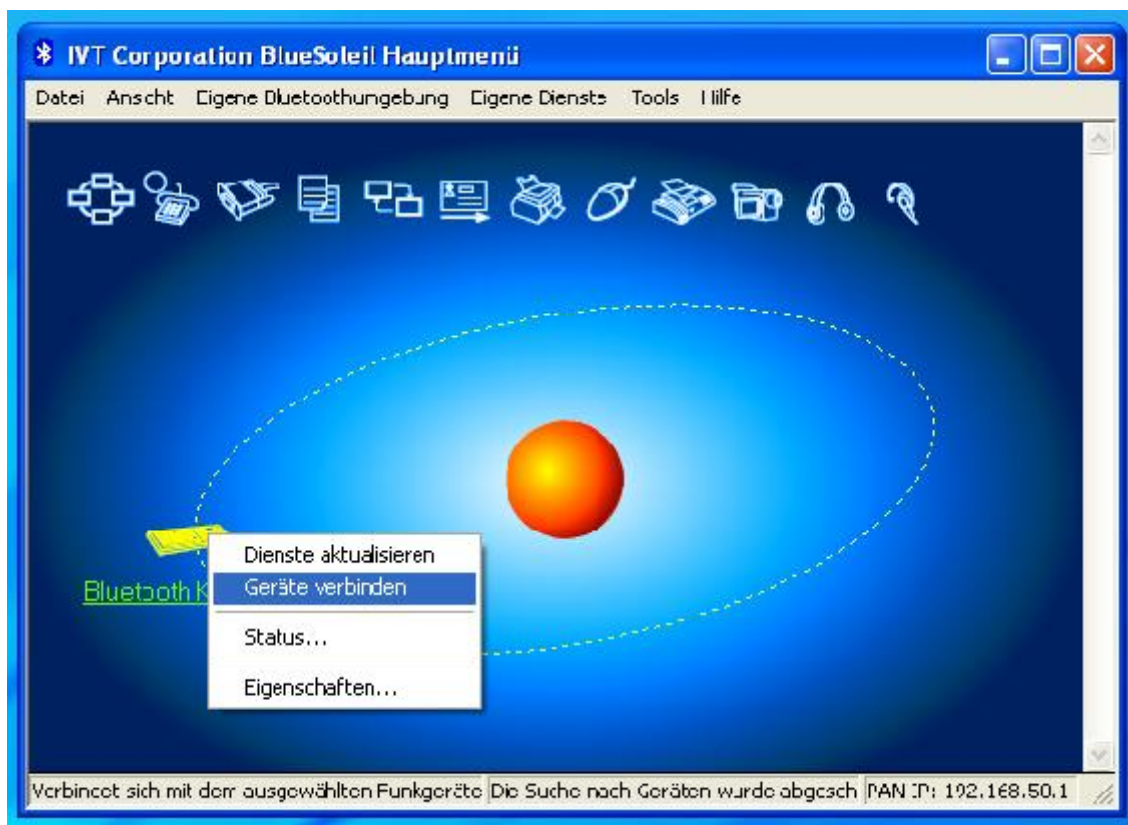 IVT Corporation BlueSoleil Hauptmenü
Datei Ansicht Eigene Bluetoothumgebung Eigene Dienste Tools Hilfe
Dienste aktualisieren
Bluetooth K
Geräte verbinden
Status...
Eigenschaften...
Verbindet sich mit dem ausgewählten Funkgeräte Die Suche nach Geräten wurde abgesch PAN IP: 192.168.50.1